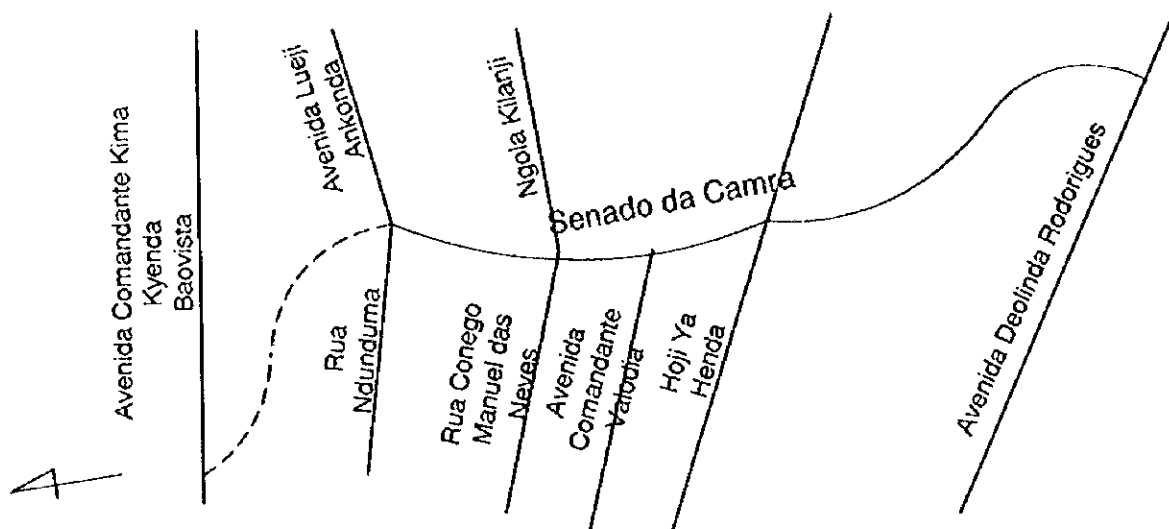 Avenida Comandante Kima
Kyenda
Baovista
Avenida Lueji
Ankonda
Ngola Kilanji
Senado da Camra
Rua
Ndunduma
Rua Conego
Manuel das
Neves
Avenida
Comandante
Valodia
Hoji Ya
Henda
Avenida Deolinda Rodorigues